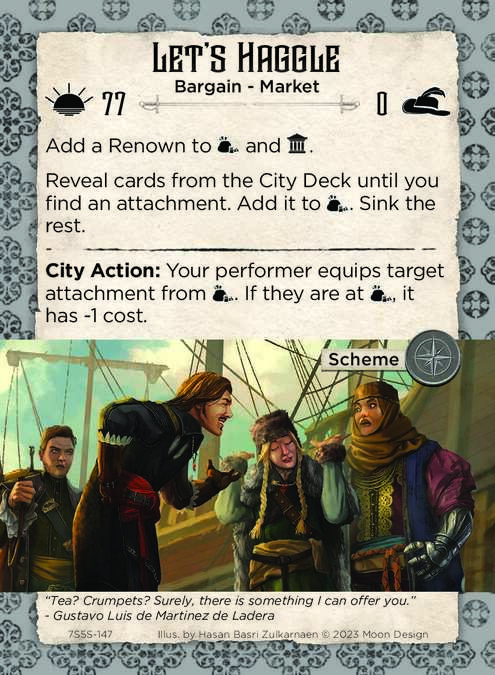 LET'S HAGGLE
Bargain - Market
77
0
Add a Renown to and .
Reveal cards from the City Deck until you
find an attachment. Add it to . Sink the
rest.
City Action: Your performer equips target
attachment from . If they are at , it
has -1 cost.
Scheme
"Tea? Crumpets? Surely, there is something I can offer you."
- Gustavo Luis de Martinez de Ladera
7S5S-147 Illus. by Hasan Basri Zulkarnaen © 2023 Moon Design